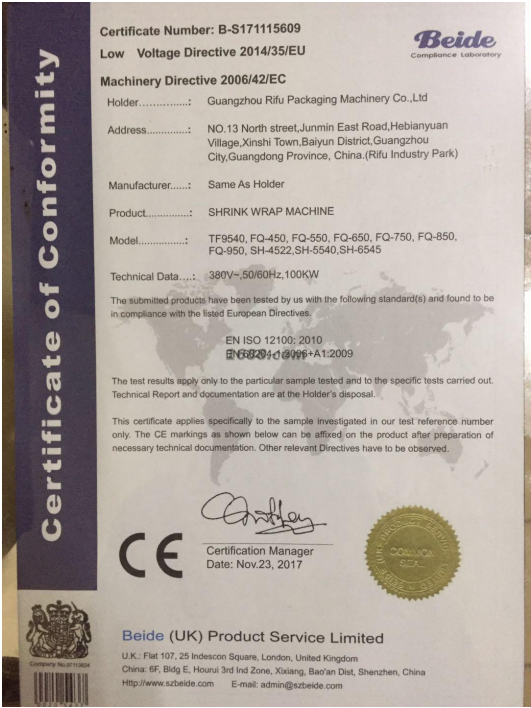 Certificate of Conformity
Certificate Number: B-S171115609
Low Voltage Directive 2014/35/EU
Machinery Directive 2006/42/EC
Beide
Compliance Laboratory
Holder...............: Guangzhou Rifu Packaging Machinery Co.,Ltd
Address.............: NO.13 North street,Junmin East Road,Hebianyuan
Village,Xinshi Town,Baiyun District,Guangzhou
City,Guangdong Province, China.(Rifu Industry Park)
Manufacturer......: Same As Holder
Product..............: SHRINK WRAP MACHINE
Model................: TF9540, FQ-450, FQ-550, FQ-650, FQ-750, FQ-850,
FQ-950, SH-4522,SH-5540,SH-6545
Technical Data....: 380V~,50/60Hz,100KW
The submitted products have been tested by us with the following standard(s) and found to be
in compliance with the listed European Directives.
EN ISO 12100: 2010
+A1:2009
The test results apply only to the particular sample tested and to the specific tests carried out.
Technical Report and documentation are at the Holder's disposal.
This certificate applies specifically to the sample investigated in our test reference number
only. The CE markings as shown below can be affixed on the product after preparation of
necessary technical documentation. Other relevant Directives have to be observed.
CE
Certification Manager
Date: Nov.23, 2017
COMMON
SEAL
Beide (UK) Product Service Limited
U.K.: Flat 107, 25 Indescon Square, London, United Kingdom
China: 6F, Bldg E, Hourui 3rd Ind Zone, Xixiang, Bao'an Dist, Shenzhen, China
Http://www.szbeide.com E-mail: admin@szbeide.com